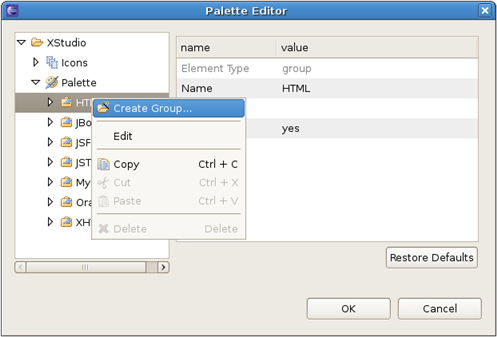 Palette Editor
XStudio
Icons
Palette
HT
JBo
JSF
JST
My
Ora
XH
name value
Element Type group
Name HTML
yes
Create Group...
Edit
Copy Ctrl + C
Cut Ctrl + X
Paste Ctrl + V
Delete Delete
Restore Defaults
OK Cancel